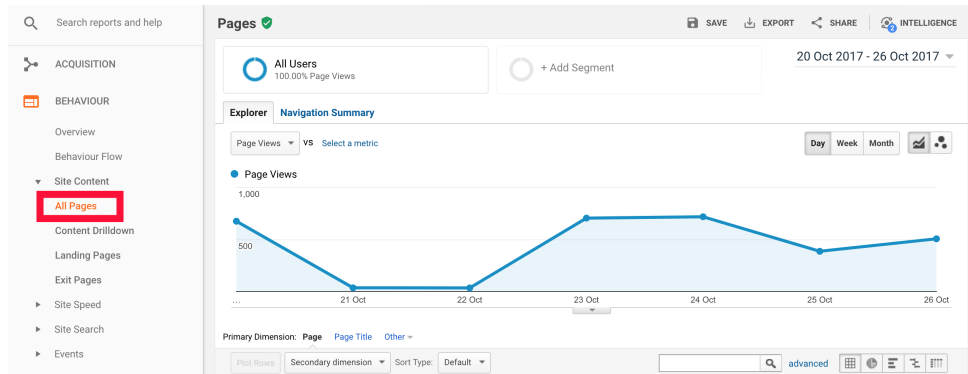 Search reports and help
ACQUISITION
BEHAVIOUR
Overview
Behaviour Flow
Site Content
All Pages
Content Drilldown
Landing Pages
Exit Pages
Site Speed
Site Search
Events
Pages
SAVE
EXPORT
SHARE
2
INTELLIGENCE
All Users
100.00% Page Views
+ Add Segment
20 Oct 2017 - 26 Oct 2017
Explorer
Navigation Summary
Page Views
VS
Select a metric
Day
Week
Month
Page Views
1,000
500
...
21 Oct
22 Oct
23 Oct
24 Oct
25 Oct
26 Oct
Primary Dimension:
Page
Page Title
Other
Plot Rows
Secondary dimension
Sort Type:
Default
advanced